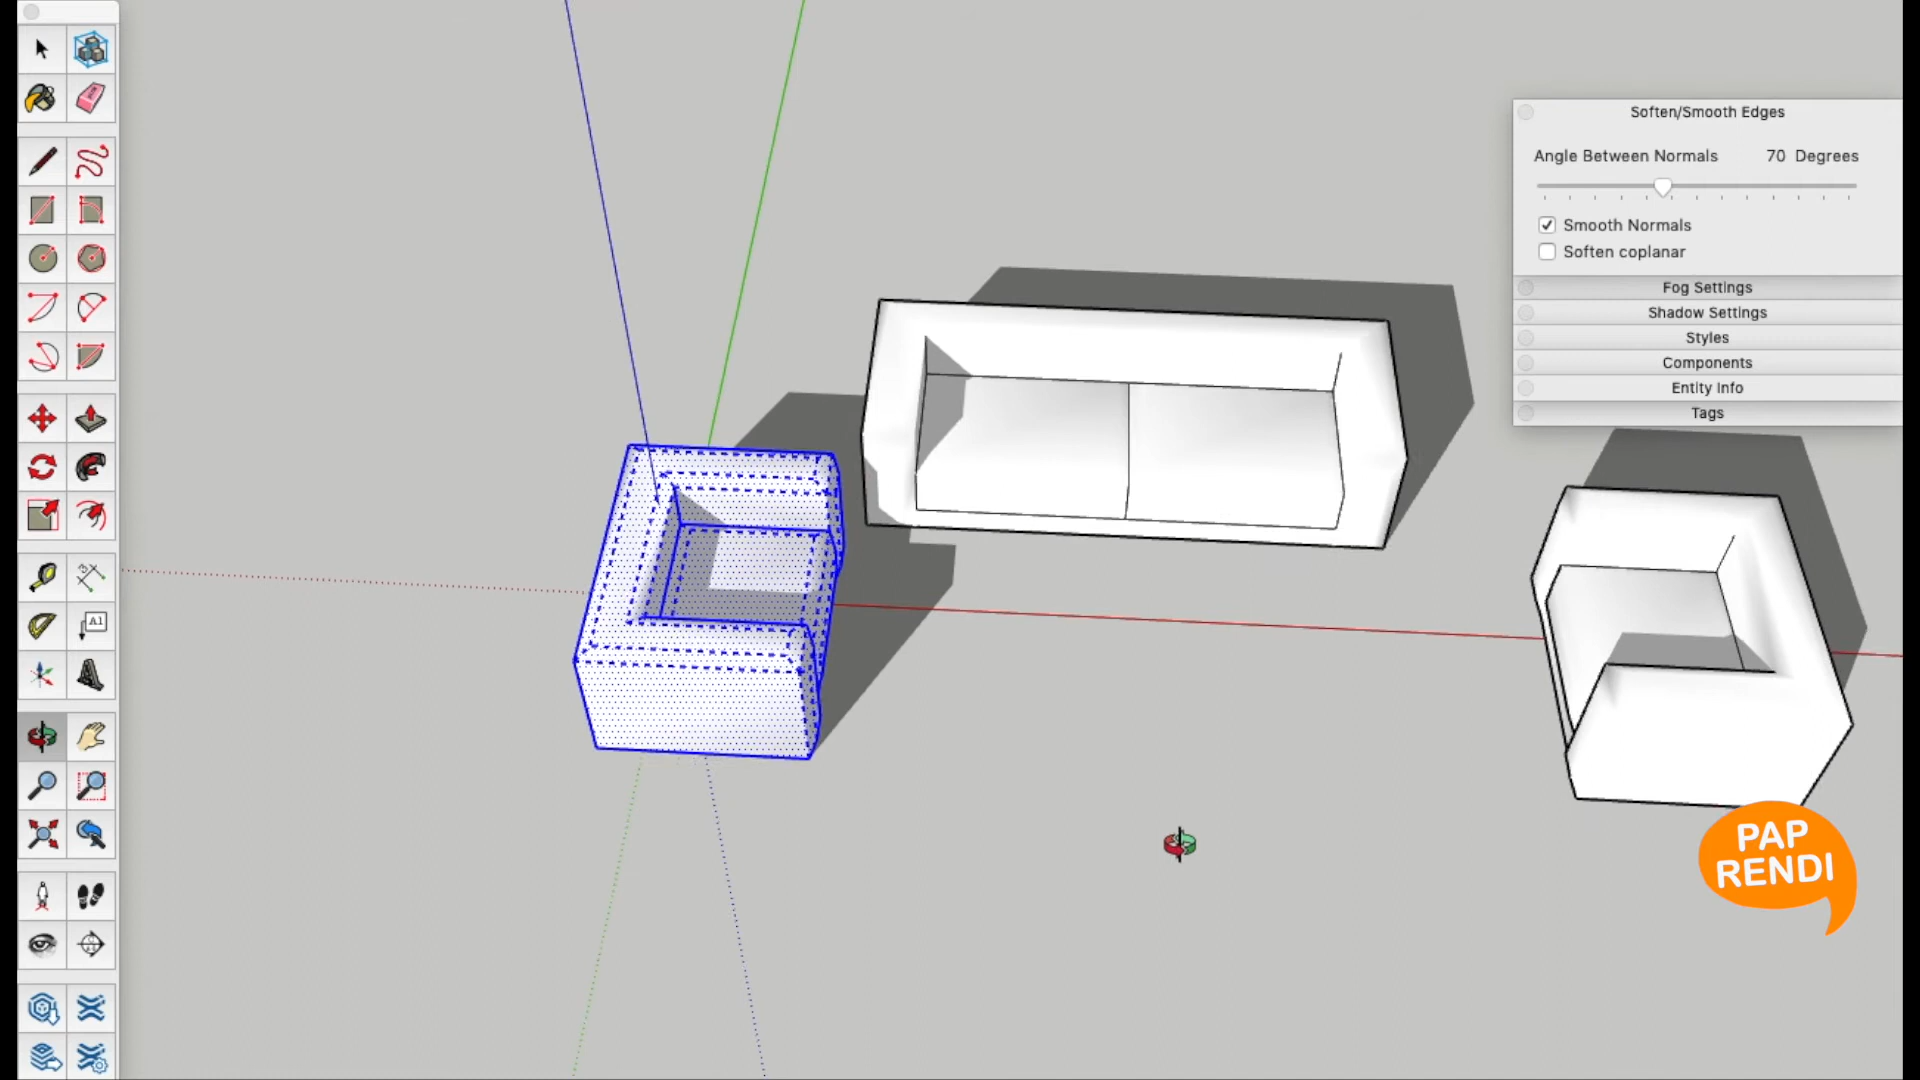 Soften/Smooth Edges
Angle Between Normals 70 Degrees
Smooth Normals
Soften coplanar
Fog Settings
Shadow Settings
Styles
Components
Entity Info
Tags
A1
PAP
RENDI